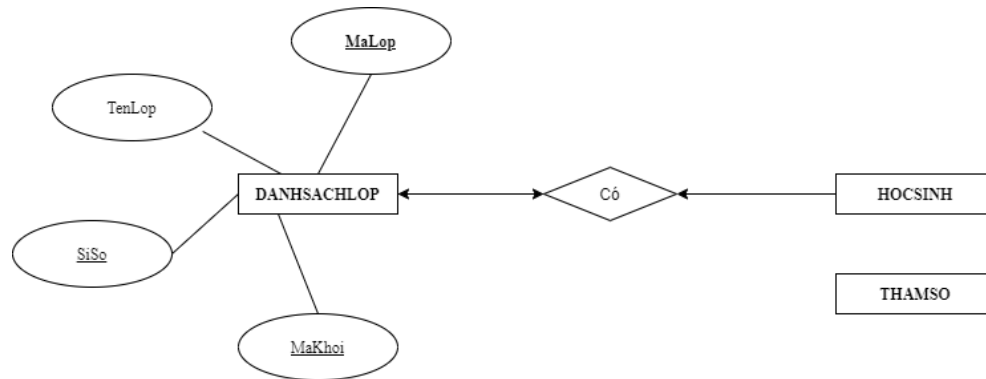 MaLop
TenLop
DANHSACHLOP
Có
HOCSINH
SiSo
THAMSO
MaKhoi